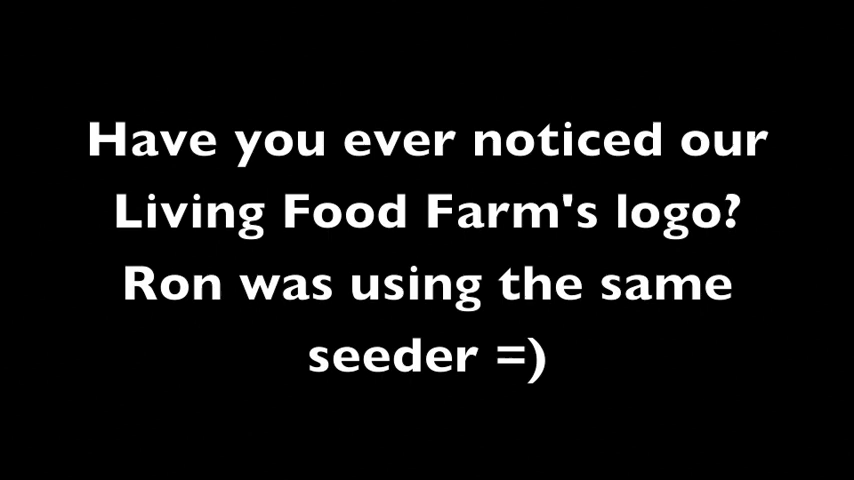 Have you ever noticed our
Living Food Farm's logo?
Ron was using the same
seeder =)